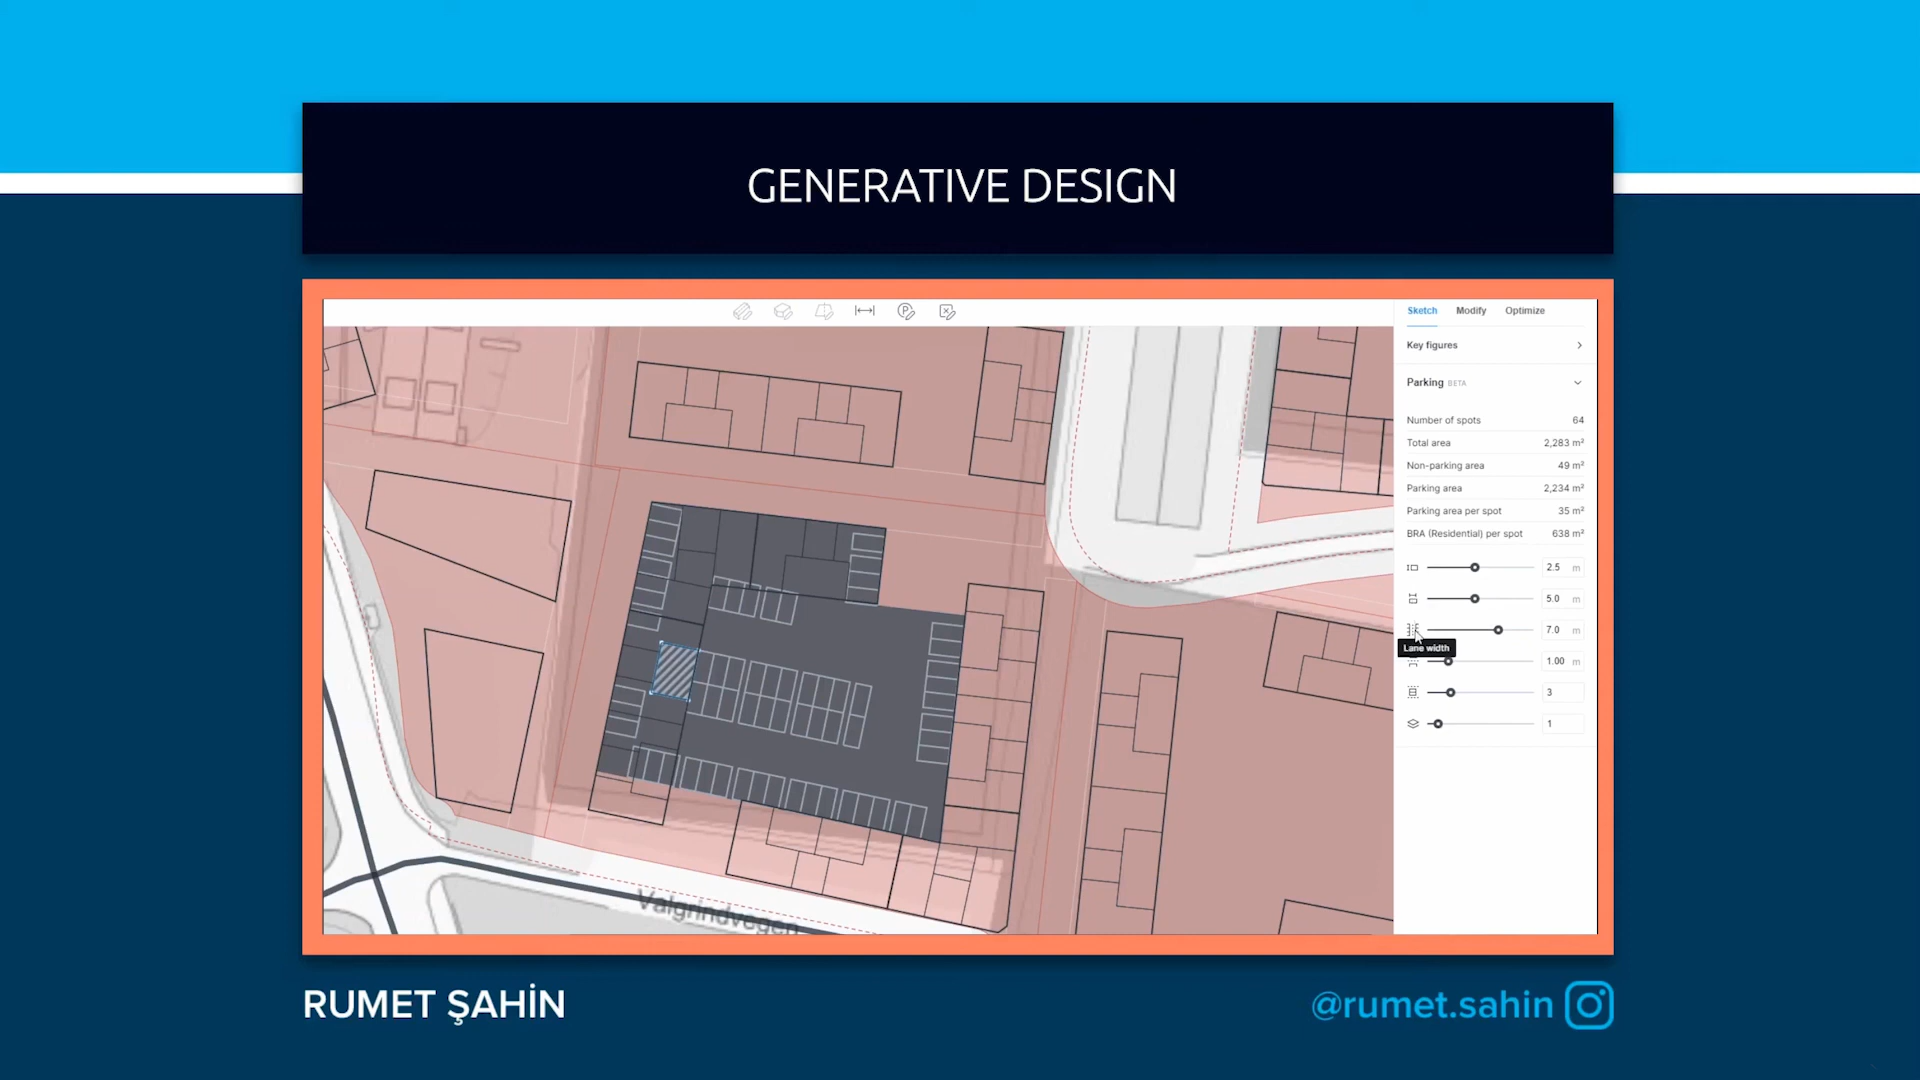 GENERATIVE DESIGN
Sketch Modify Optimize
Key figures
Parking BETA
Number of spots 64
Total area 2,283 m²
Non-parking area 49 m²
Parking area 2,234 m²
Parking area per spot 35 m²
BRA (Residential) per spot 638 m²
2.5 m
5.0 m
7.0 m
Lane width
1.00 m
3
1
Valgrindvegen
RUMET ŞAHİN
@rumet.sahin